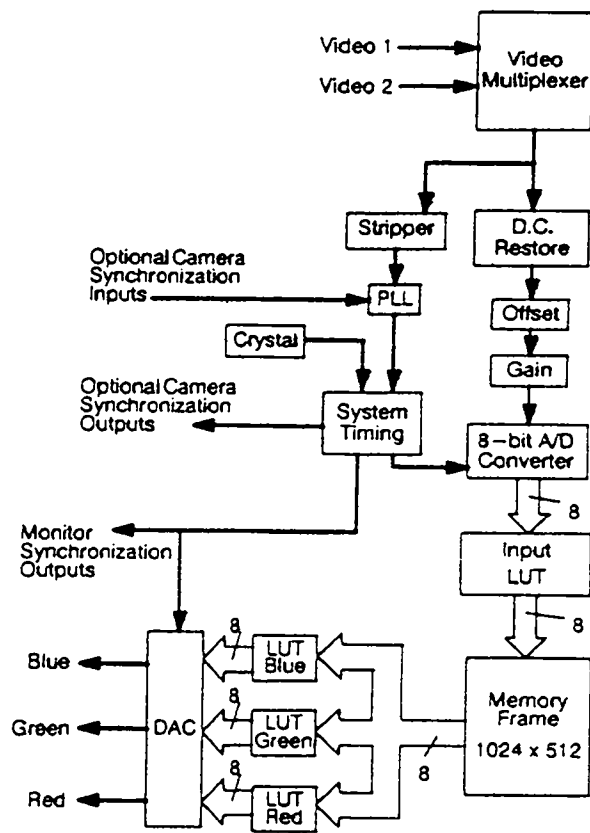 Video 1
Video 2
Video
Multiplexer
Stripper
D.C.
Restore
Optional Camera
Synchronization
Inputs
PLL
Offset
Crystal
Gain
Optional Camera
Synchronization
Outputs
System
Timing
8-bit A/D
Converter
8
Monitor
Synchronization
Outputs
Input
LUT
8
8
LUT
Blue
Blue
Memory
Frame
1024 x 512
8
Green
DAC
LUT
Green
8
8
Red
LUT
Red